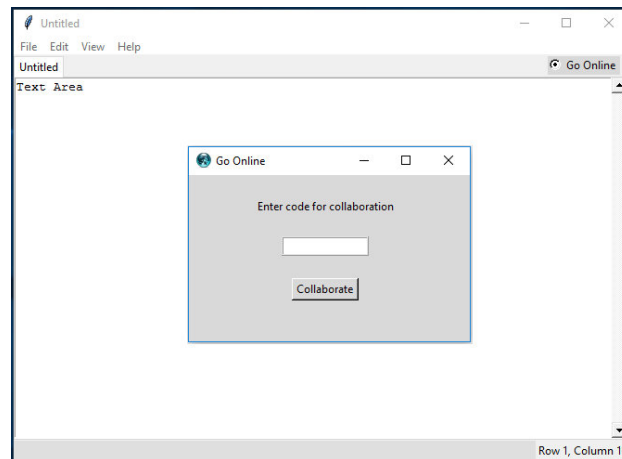 Untitled
File Edit View Help
Untitled Go Online
Text Area
Go Online
Enter code for collaboration
Collaborate
Row 1, Column 1